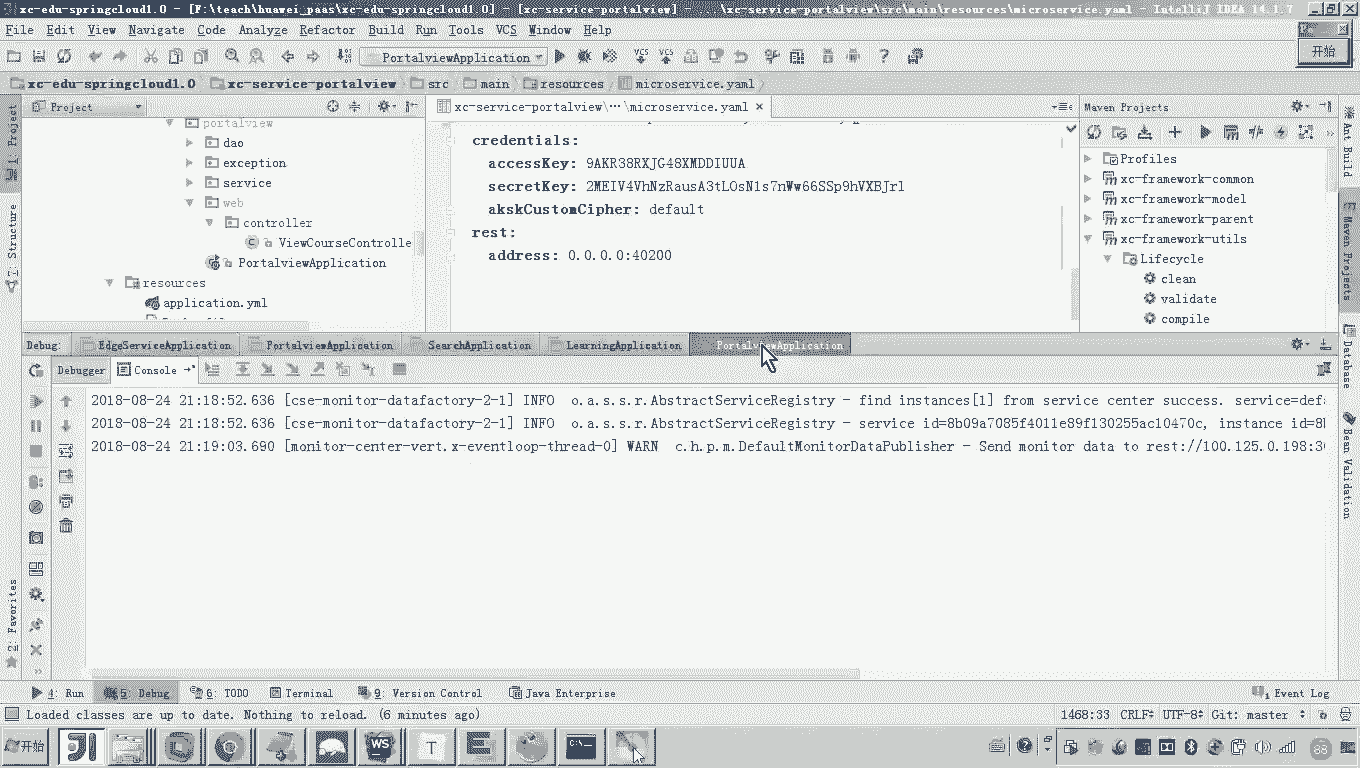 xc-edu-springcloud1.0 - [F:\teach\huawei_paas\xc-edu-springcloud1.0] - [xc-service-portalview] - ...\xc-service-portalview\src\main\resources\microservice.yaml - IntelliJ IDEA 14.1.7
File Edit View Navigate Code Analyze Refactor Build Run Tools VCS Window Help
开始
PortalviewApplication
xc-edu-springcloud1.0 xc-service-portalview src main resources microservice.yaml
Project
xc-service-portalview\...\microservice.yaml
Maven Projects
portalview
dao
exception
service
web
controller
ViewCourseControlle
PortalviewApplication
resources
application.yml
credentials:
accessKey: 9AKR38RXJG48XMDDIUUA
secretKey: 2MEIV4VhNzRausA3tLOsN1s7nWw66SSp9hVXBJrl
akskCustomCipher: default
rest:
address: 0.0.0.0:40200
Profiles
xc-framework-common
xc-framework-model
xc-framework-parent
xc-framework-utils
Lifecycle
clean
validate
compile
1: Project
7: Structure
2: Favorites
Ant Build
Maven Projects
Database
Bean Validation
Debug: EdgeServiceApplication PortalviewApplication SearchApplication LearningApplication PortalviewApplication
Debugger Console
2018-08-24 21:18:52.636 [cse-monitor-datafactory-2-1] INFO o.a.s.s.r.AbstractServiceRegistry - find instances[1] from service center success. service=defa
2018-08-24 21:18:52.636 [cse-monitor-datafactory-2-1] INFO o.a.s.s.r.AbstractServiceRegistry - service id=8b09a7085f4011e89f130255ac10470c, instance id=8b
2018-08-24 21:19:03.690 [monitor-center-vert.x-eventloop-thread-0] WARN c.h.p.m.DefaultMonitorDataPublisher - Send monitor data to rest://100.125.0.198:30
4: Run 5: Debug 6: TODO Terminal 9: Version Control Java Enterprise 1 Event Log
Loaded classes are up to date. Nothing to reload. (6 minutes ago) 1468:33 CRLF UTF-8 Git: master
开始
88